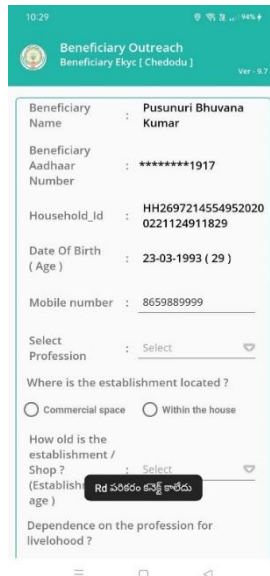 10:29
94%
Beneficiary Outreach
Beneficiary Ekyc [ Chedodu ]
Ver - 9.7
Beneficiary Name : Pusunuri Bhuvana Kumar
Beneficiary Aadhaar Number : ********1917
Household_Id : HH26972145549520200221124911829
Date Of Birth ( Age ) : 23-03-1993 ( 29 )
Mobile number : 8659889999
Select Profession : Select
Where is the establishment located ?
Commercial space Within the house
How old is the establishment / Shop ? : Select
(Establish
age )
Rd పరికరం కనెక్ట్ కాలేదు
Dependence on the profession for livelohood ?